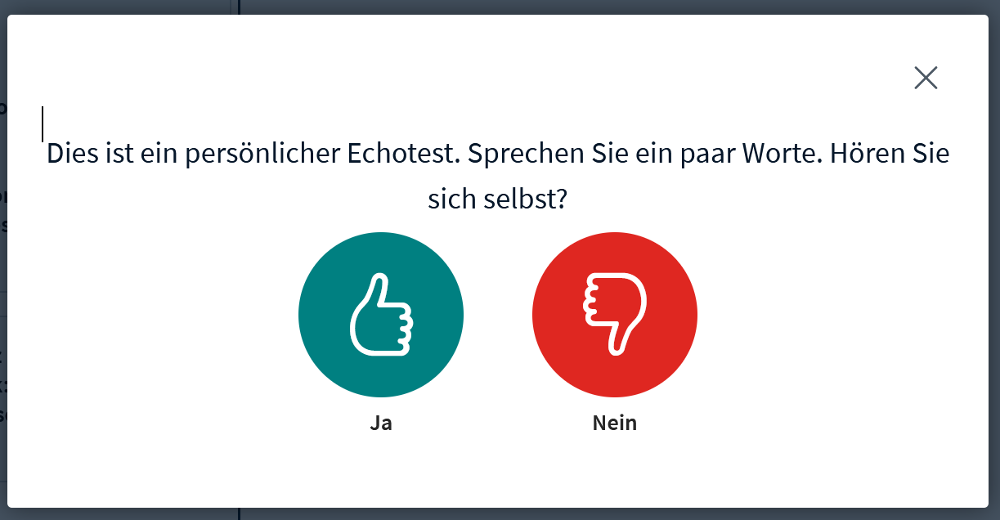 Dies ist ein persönlicher Echotest. Sprechen Sie ein paar Worte. Hören Sie
sich selbst?
Ja
Nein